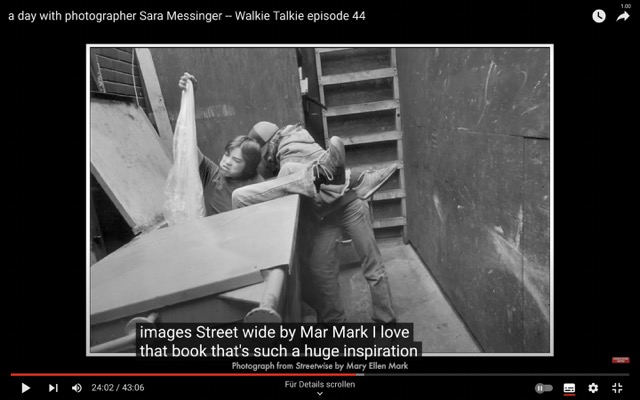 a day with photographer Sara Messinger -- Walkie Talkie episode 44
1.00
images Street wide by Mar Mark I love
that book that's such a huge inspiration
Photograph from Streetwise by Mary Ellen Mark
24:02 / 43:06
Für Details scrollen